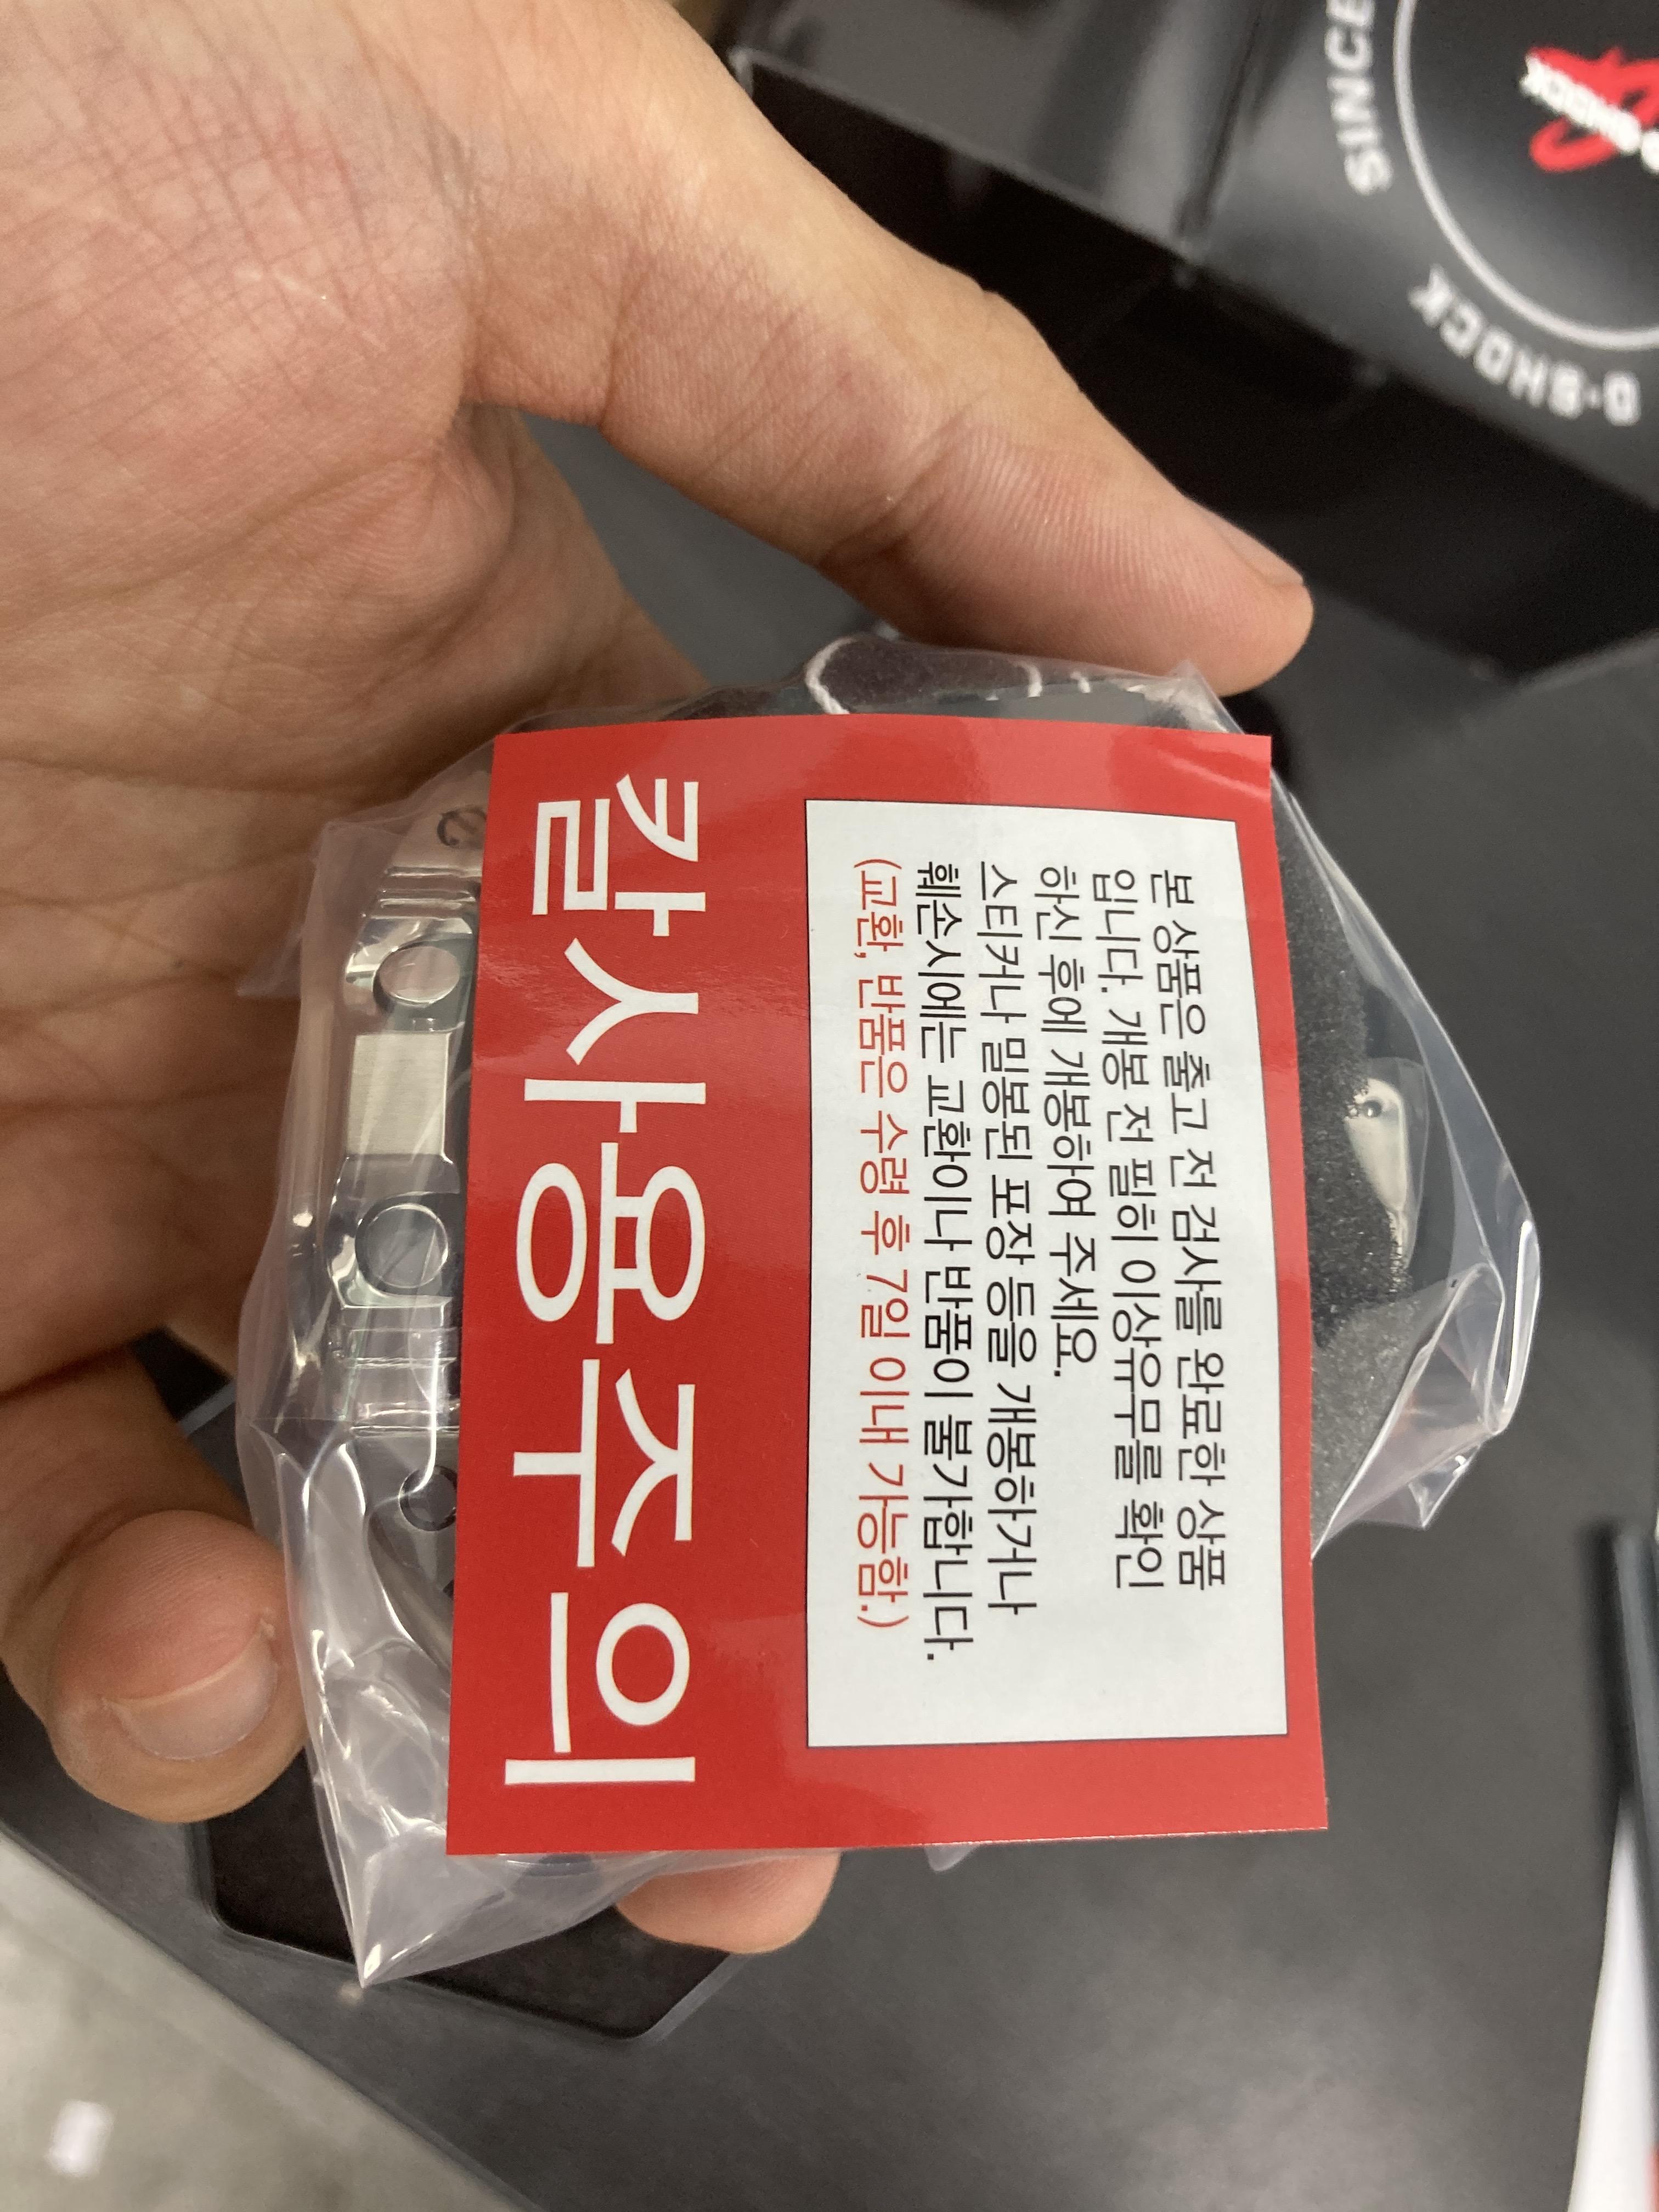 본 상품은 출고 전 검사를 완료한 상품
입니다. 개봉 전 필히 이상유무를 확인
하신 후에 개봉하여 주세요.
스티커나 밀봉된 포장 등을 개봉하거나
훼손시에는 교환이나 반품이 불가합니다.
(교환, 반품은 수령 후 7일 이내 가능함.)
칼사용주의
SINCE
G-SHOCK